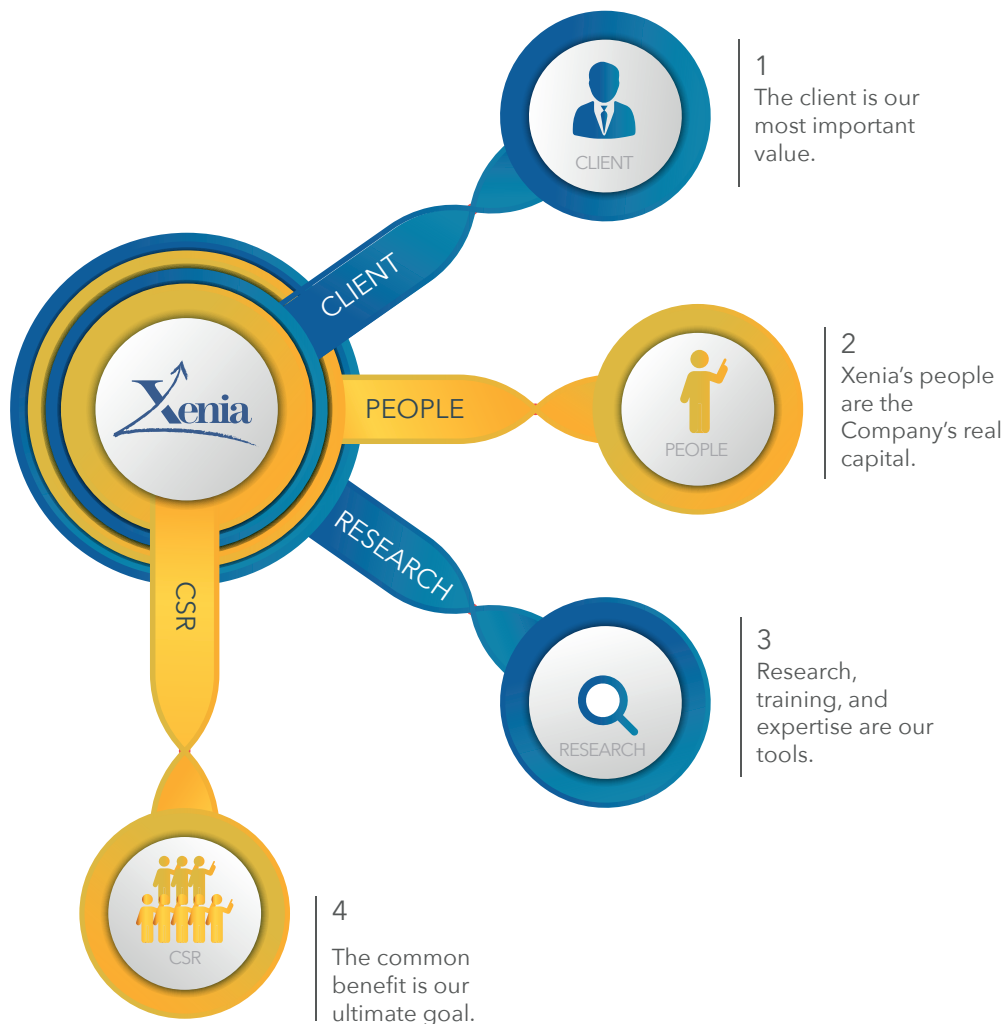 CLIENT
1
The client is our
most important
value.
CLIENT
Xenia
PEOPLE
PEOPLE
2
Xenia's people
are the
Company's real
capital.
RESEARCH
RESEARCH
3
Research,
training, and
expertise are our
tools.
CSR
CSR
4
The common
benefit is our
ultimate goal.